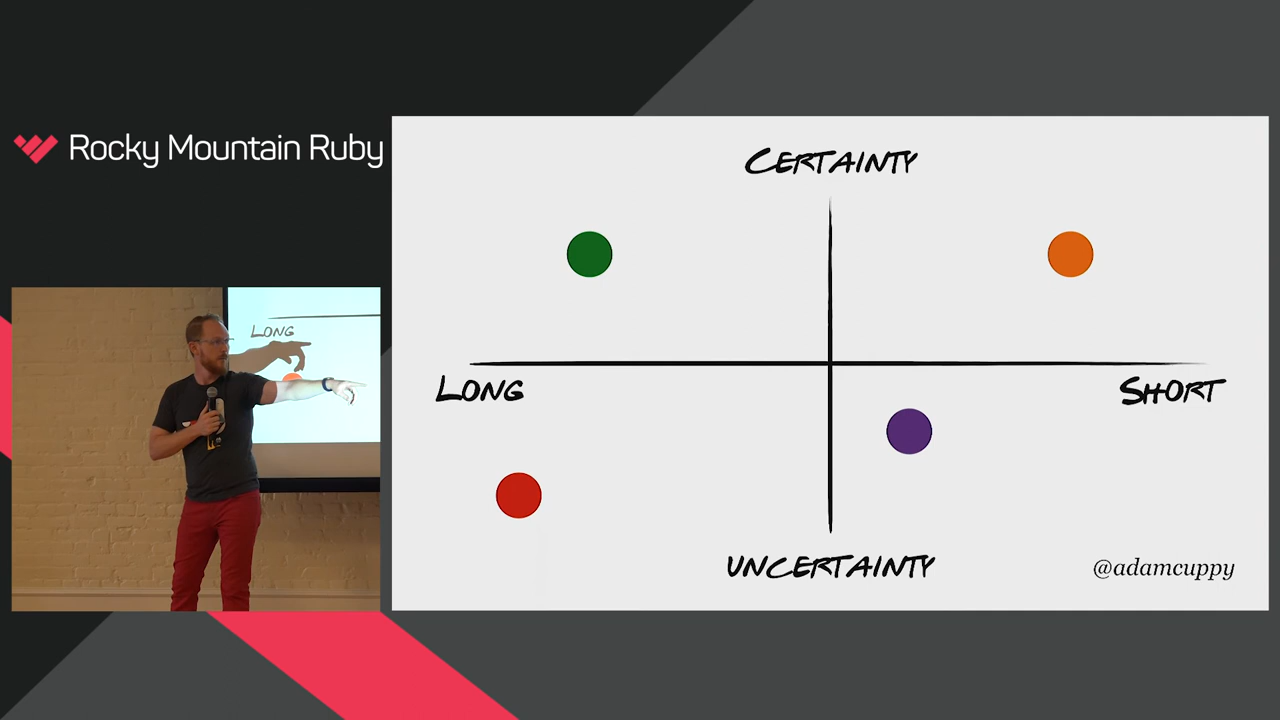 Rocky Mountain Ruby
CERTAINTY
LONG
SHORT
UNCERTAINTY
@adamcuppy
LONG